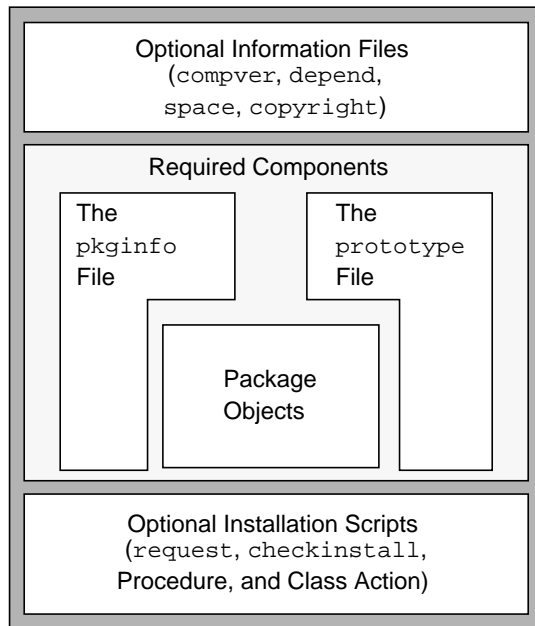 Optional Information Files
(compver, depend,
space, copyright)
Required Components
The
pkginfo
File
The
prototype
File
Package
Objects
Optional Installation Scripts
(request, checkinstall,
Procedure, and Class Action)